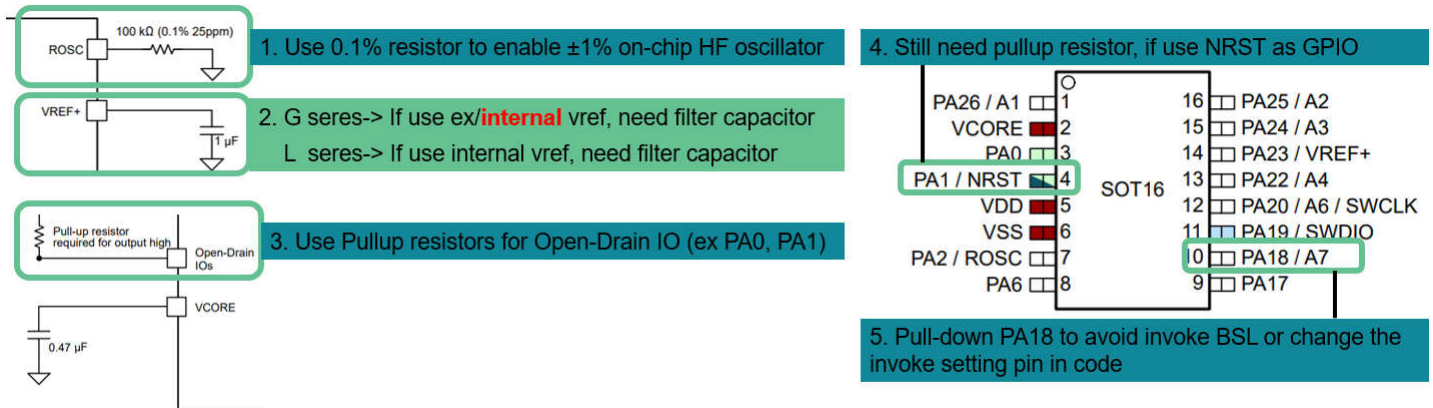 ROSC
100 kΩ (0.1% 25ppm)
1. Use 0.1% resistor to enable ±1% on-chip HF oscillator
VREF+
1 µF
2. G seres-> If use ex/internal vref, need filter capacitor
L seres-> If use internal vref, need filter capacitor
Pull-up resistor
required for output high
Open-Drain
IOs
3. Use Pullup resistors for Open-Drain IO (ex PA0, PA1)
VCORE
0.47 µF
4. Still need pullup resistor, if use NRST as GPIO
PA26 / A1 1
VCORE 2
PA0 3
PA1 / NRST 4
VDD 5
VSS 6
PA2 / ROSC 7
PA6 8
SOT16
16 PA25 / A2
15 PA24 / A3
14 PA23 / VREF+
13 PA22 / A4
12 PA20 / A6 / SWCLK
11 PA19 / SWDIO
10 PA18 / A7
9 PA17
5. Pull-down PA18 to avoid invoke BSL or change the
invoke setting pin in code